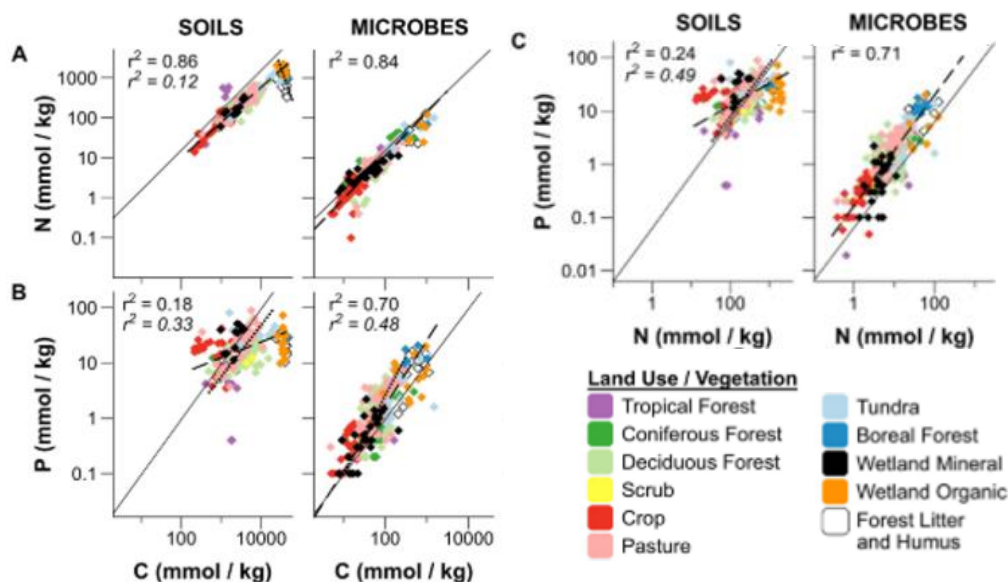 SOILS
MICROBES
A
r² = 0.86
r² = 0.12
r² = 0.84
1000
100
10
1
0.1
N (mmol / kg)
B
r² = 0.18
r² = 0.33
r² = 0.70
r² = 0.48
100
10
1
0.1
P (mmol / kg)
100
10000
100
10000
C (mmol / kg)
C (mmol / kg)
SOILS
MICROBES
C
r² = 0.24
r² = 0.49
r² = 0.71
100
10
1
0.1
0.01
P (mmol / kg)
1
100
1
100
N (mmol / kg)
N (mmol / kg)
Land Use / Vegetation
Tropical Forest
Coniferous Forest
Deciduous Forest
Scrub
Crop
Pasture
Tundra
Boreal Forest
Wetland Mineral
Wetland Organic
Forest Litter
and Humus